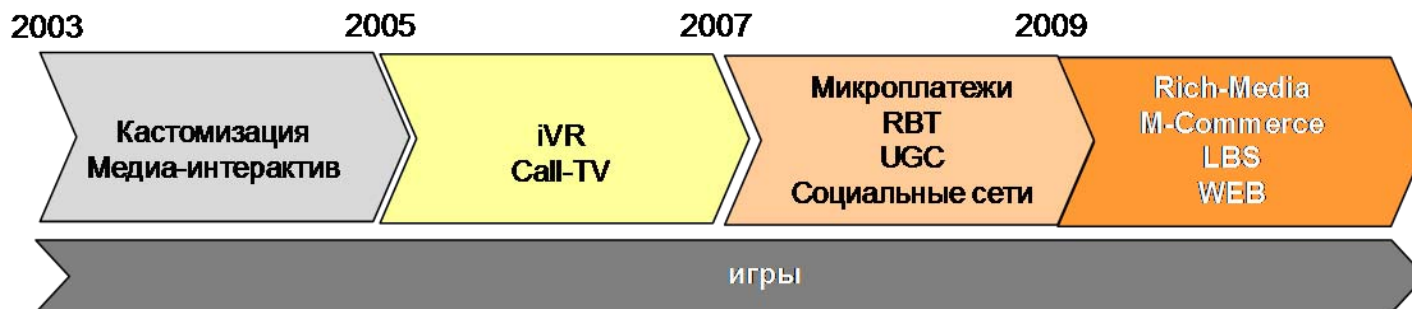 2003 2005 2007 2009
Кастомизация
Медиа-интерактив
iVR
Call-TV
Микроплатежи
RBT
UGC
Социальные сети
Rich-Media
M-Commerce
LBS
WEB
игры